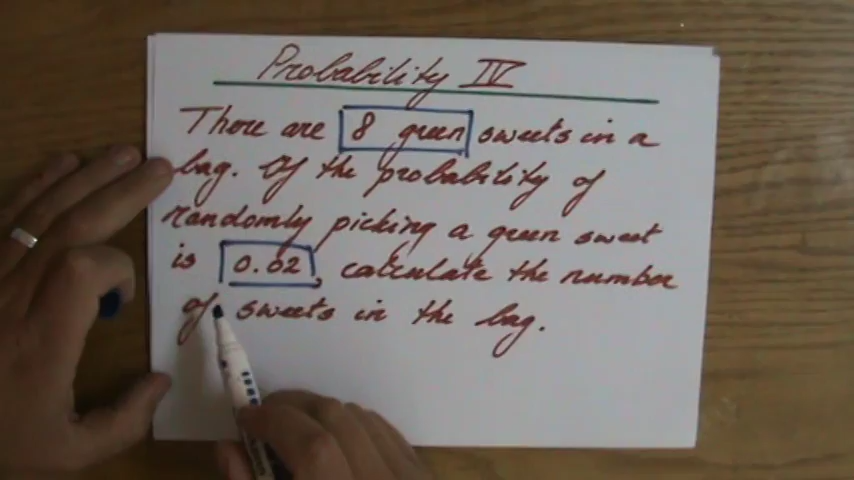 Probability IV
There are 8 green sweets in a
bag. If the probability of
randomly picking a green sweet
is 0.02, calculate the number
of sweets in the bag.